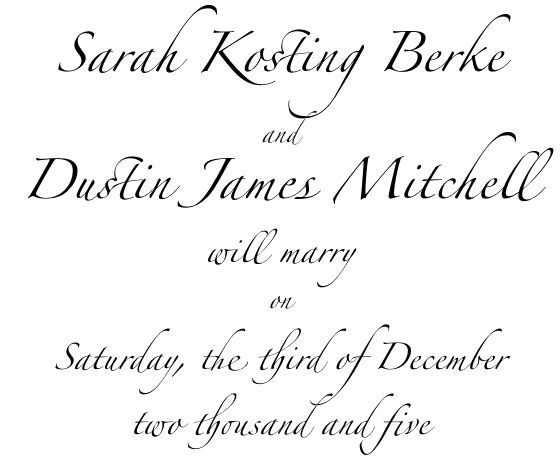 Sarah Kosting Berke
and
Dustin James Mitchell
will marry
on
Saturday, the third of December
two thousand and five